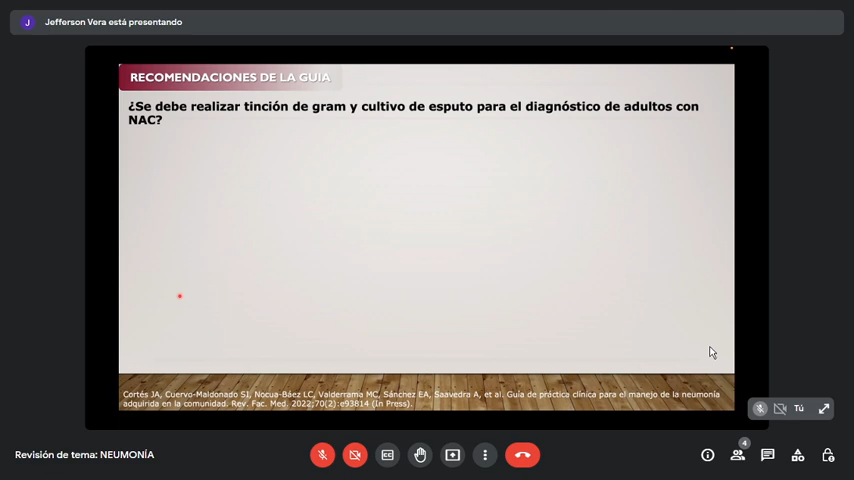 J Jefferson Vera está presentando
RECOMENDACIONES DE LA GUIA
¿Se debe realizar tinción de gram y cultivo de esputo para el diagnóstico de adultos con
NAC?
Cortés JA, Cuervo-Maldonado SJ, Nocua-Báez LC, Valderrama MC, Sánchez EA, Saavedra A, et al. Guía de práctica clínica para el manejo de la neumonía
adquirida en la comunidad. Rev. Fac. Med. 2022;70(2):e93814 (In Press).
Tú
Revisión de tema: NEUMONÍA
CC
4